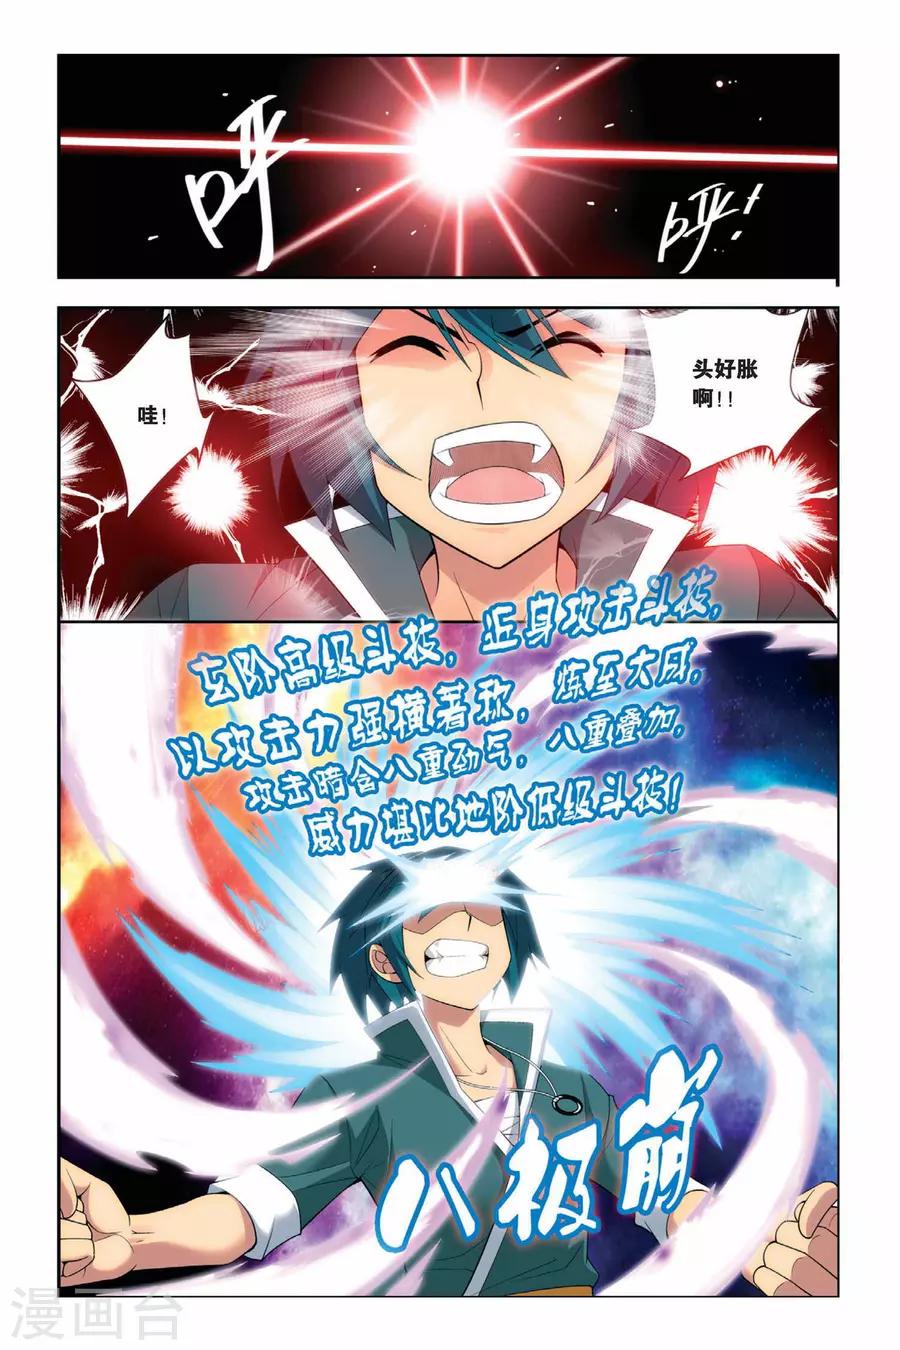 呼
呼！
哇！
头好胀
啊！！
玄阶高级斗技，近身攻击斗技，
以攻击力强横著称，炼至大成，
攻击暗含八重劲气，八重叠加，
威力堪比地阶低级斗技！
八极崩
漫画台